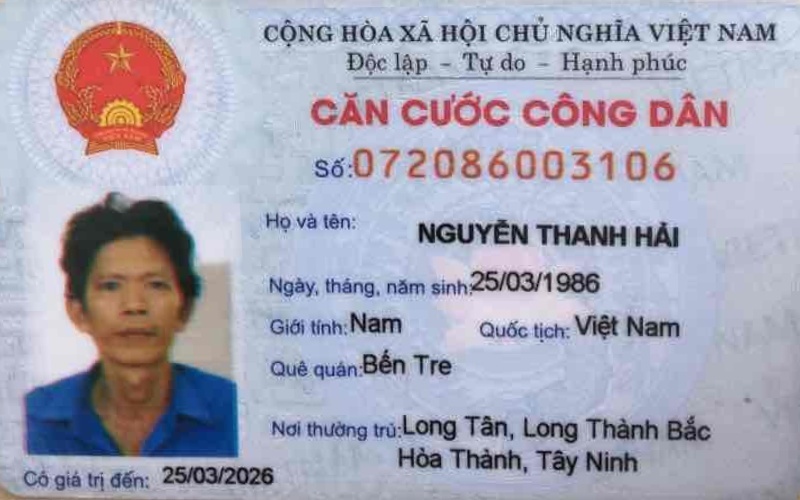 CỘNG HÒA XÃ HỘI CHỦ NGHĨA VIỆT NAM
Độc lập - Tự do - Hạnh phúc
CĂN CƯỚC CÔNG DÂN
Số: 072086003106
Họ và tên: NGUYỄN THANH HẢI
Ngày, tháng, năm sinh: 25/03/1986
Giới tính: Nam Quốc tịch: Việt Nam
Quê quán: Bến Tre
Nơi thường trú: Long Tân, Long Thành Bắc
Hòa Thành, Tây Ninh
Có giá trị đến: 25/03/2026